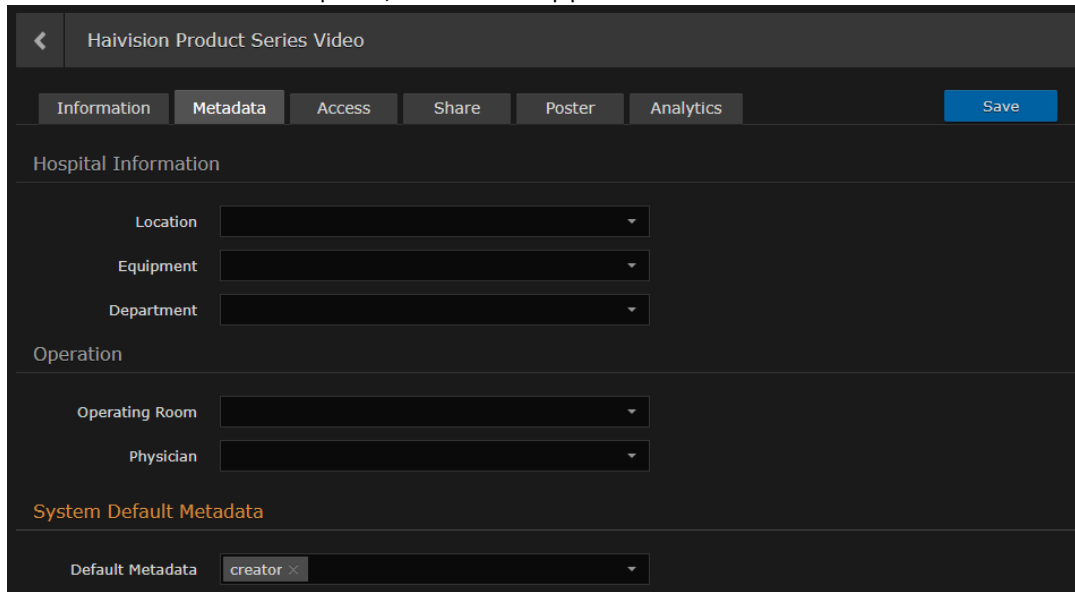 Haivision Product Series Video
Information Metadata Access Share Poster Analytics Save
Hospital Information
Location
Equipment
Department
Operation
Operating Room
Physician
System Default Metadata
Default Metadata creator ×